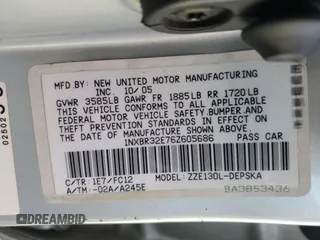 MFD. BY: NEW UNITED MOTOR MANUFACTURING
INC. 10/05
GVWR 3585LB GAWR FR 1885LB RR 1720LB
THIS VEHICLE CONFORMS TO ALL APPLICABLE
FEDERAL MOTOR VEHICLE SAFETY, BUMPER, AND
THEFT PREVENTION STANDARDS IN EFFECT ON
THE DATE OF MANUFACTURE SHOWN ABOVE.
1NXBR32E76Z605686 PASS CAR
C/TR: 1E7/FC12 MODEL: ZZE130L-DEPSKA
A/TM: -02A/A245E
BA3853436
DREAMBID